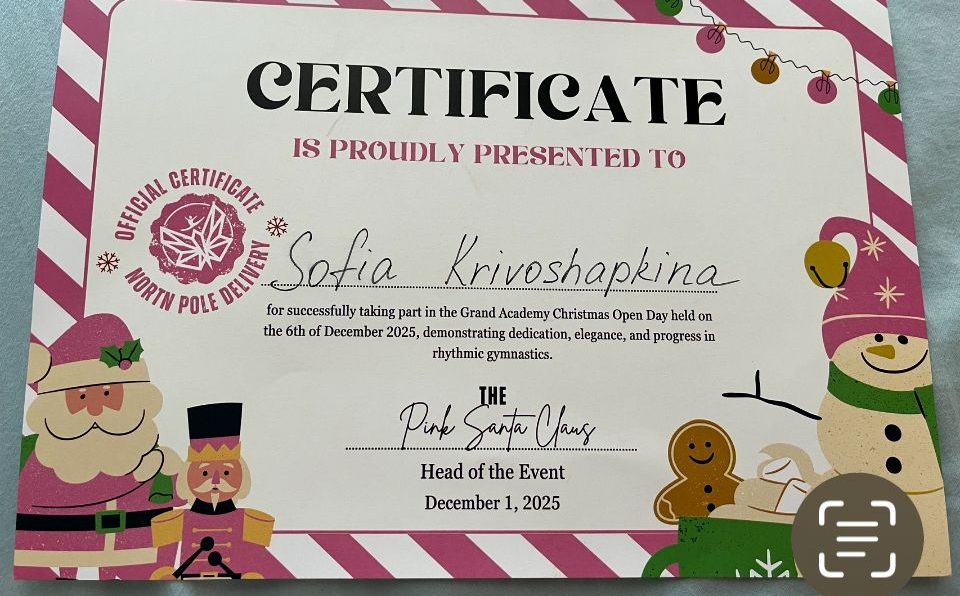 CERTIFICATE
IS PROUDLY PRESENTED TO
OFFICIAL CERTIFICATE
NORTN POLE DELIVERY
Sofia Krivoshapkina
for successfully taking part in the Grand Academy Christmas Open Day held on
the 6th of December 2025, demonstrating dedication, elegance, and progress in
rhythmic gymnastics.
THE
Pink Santa Claus
Head of the Event
December 1, 2025